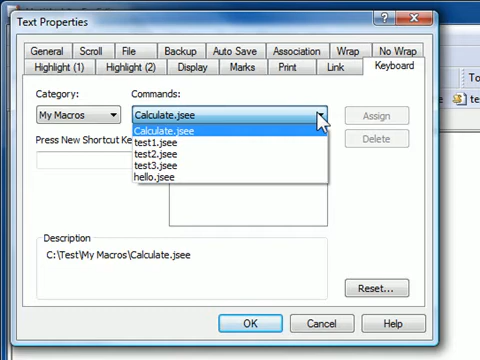 Text Properties
General Scroll File Backup Auto Save Association Wrap No Wrap
Highlight (1) Highlight (2) Display Marks Print Link Keyboard
Category: Commands:
My Macros Calculate.jsee Assign
Calculate.jsee
Press New Shortcut Ke test1.jsee Delete
test2.jsee
test3.jsee
hello.jsee
Description
C:\Test\My Macros\Calculate.jsee
Reset...
OK Cancel Help
To
e te